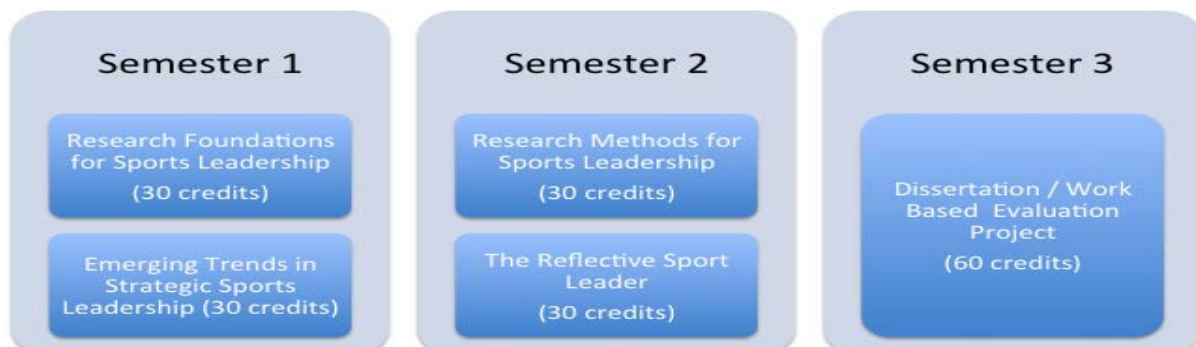 Semester 1
Research Foundations
for Sports Leadership
(30 credits)
Emerging Trends in
Strategic Sports
Leadership (30 credits)
Semester 2
Research Methods for
Sports Leadership
(30 credits)
The Reflective Sport
Leader
(30 credits)
Semester 3
Dissertation / Work
Based Evaluation
Project
(60 credits)